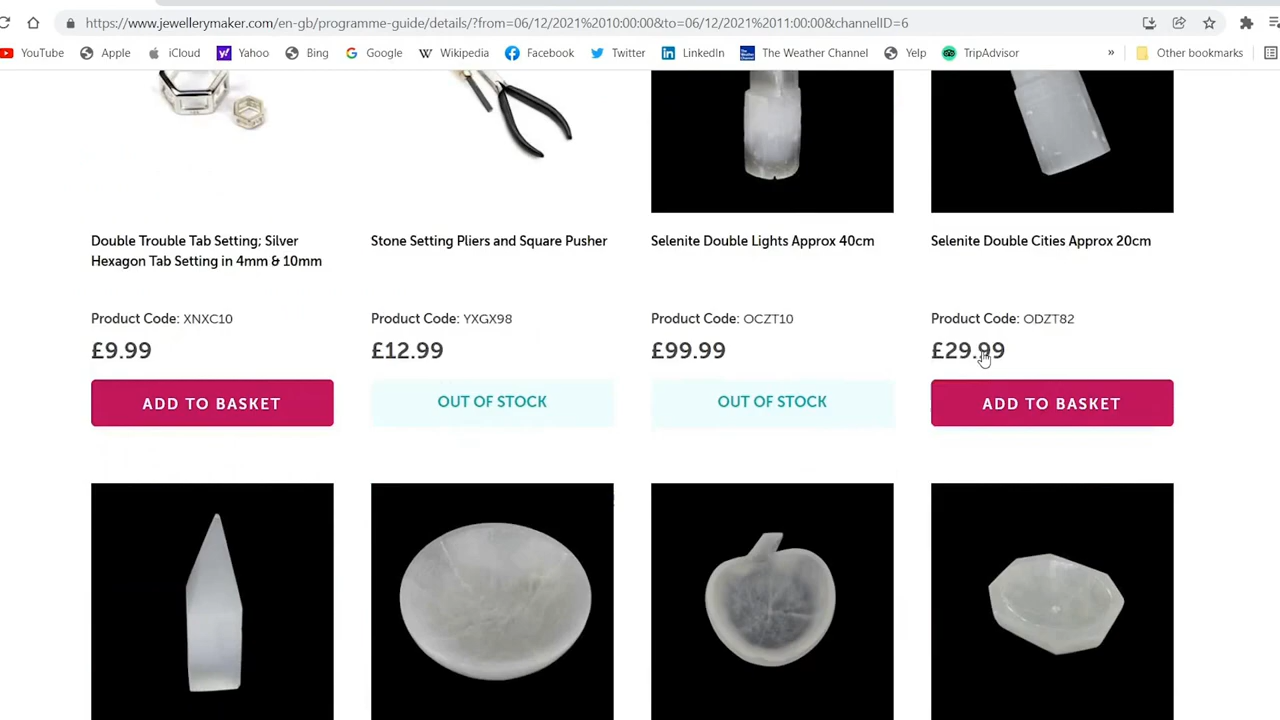 https://www.jewellerymaker.com/en-gb/programme-guide/details/?from=06/12/2021%2010:00:00&to=06/12/2021%2011:00:00&channelID=6
YouTube Apple iCloud Yahoo Bing Google Wikipedia Facebook Twitter LinkedIn The Weather Channel Yelp TripAdvisor » Other bookmarks
Double Trouble Tab Setting; Silver
Hexagon Tab Setting in 4mm & 10mm
Product Code: XNXC10
£9.99
ADD TO BASKET
Stone Setting Pliers and Square Pusher
Product Code: YXGX98
£12.99
OUT OF STOCK
Selenite Double Lights Approx 40cm
Product Code: OCZT10
£99.99
OUT OF STOCK
Selenite Double Cities Approx 20cm
Product Code: ODZT82
£29.99
ADD TO BASKET